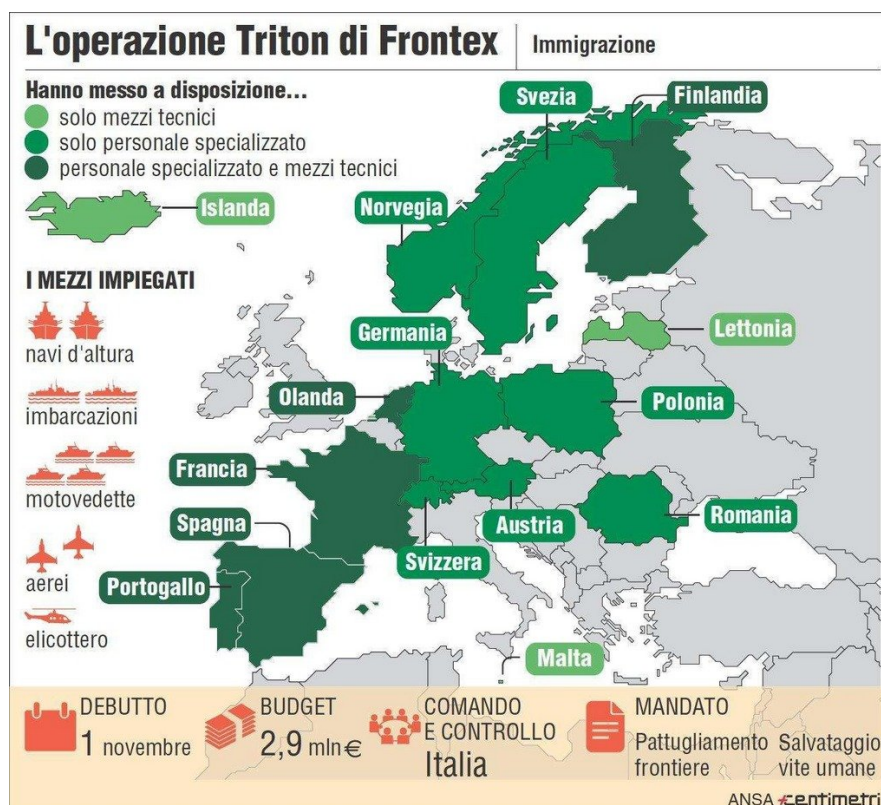 L'operazione Triton di Frontex
Immigrazione
Hanno messo a disposizione...
solo mezzi tecnici
solo personale specializzato
personale specializzato e mezzi tecnici
Svezia
Finlandia
Islanda
Norvegia
I MEZZI IMPIEGATI
navi d'altura
imbarcazioni
motovedette
aerei
elicottero
Germania
Lettonia
Olanda
Polonia
Francia
Spagna
Austria
Romania
Svizzera
Portogallo
Malta
DEBUTTO
1 novembre
BUDGET
2,9 mln€
COMANDO
E CONTROLLO
Italia
MANDATO
Pattugliamento
frontiere
Salvataggio
vite umane
ANSA centimetri